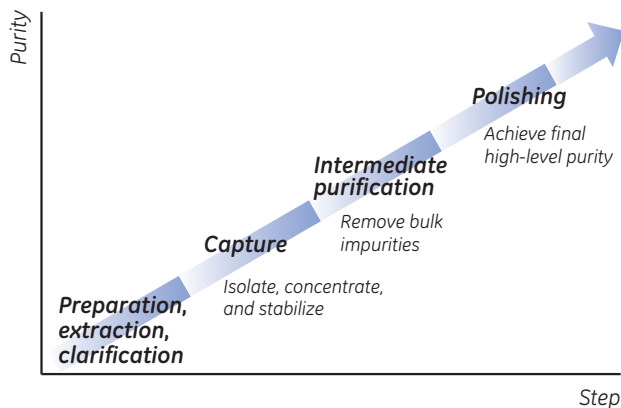 Purity
Polishing
Achieve final
high-level purity
Intermediate
purification
Remove bulk
impurities
Capture
Isolate, concentrate,
and stabilize
Preparation,
extraction,
clarification
Step